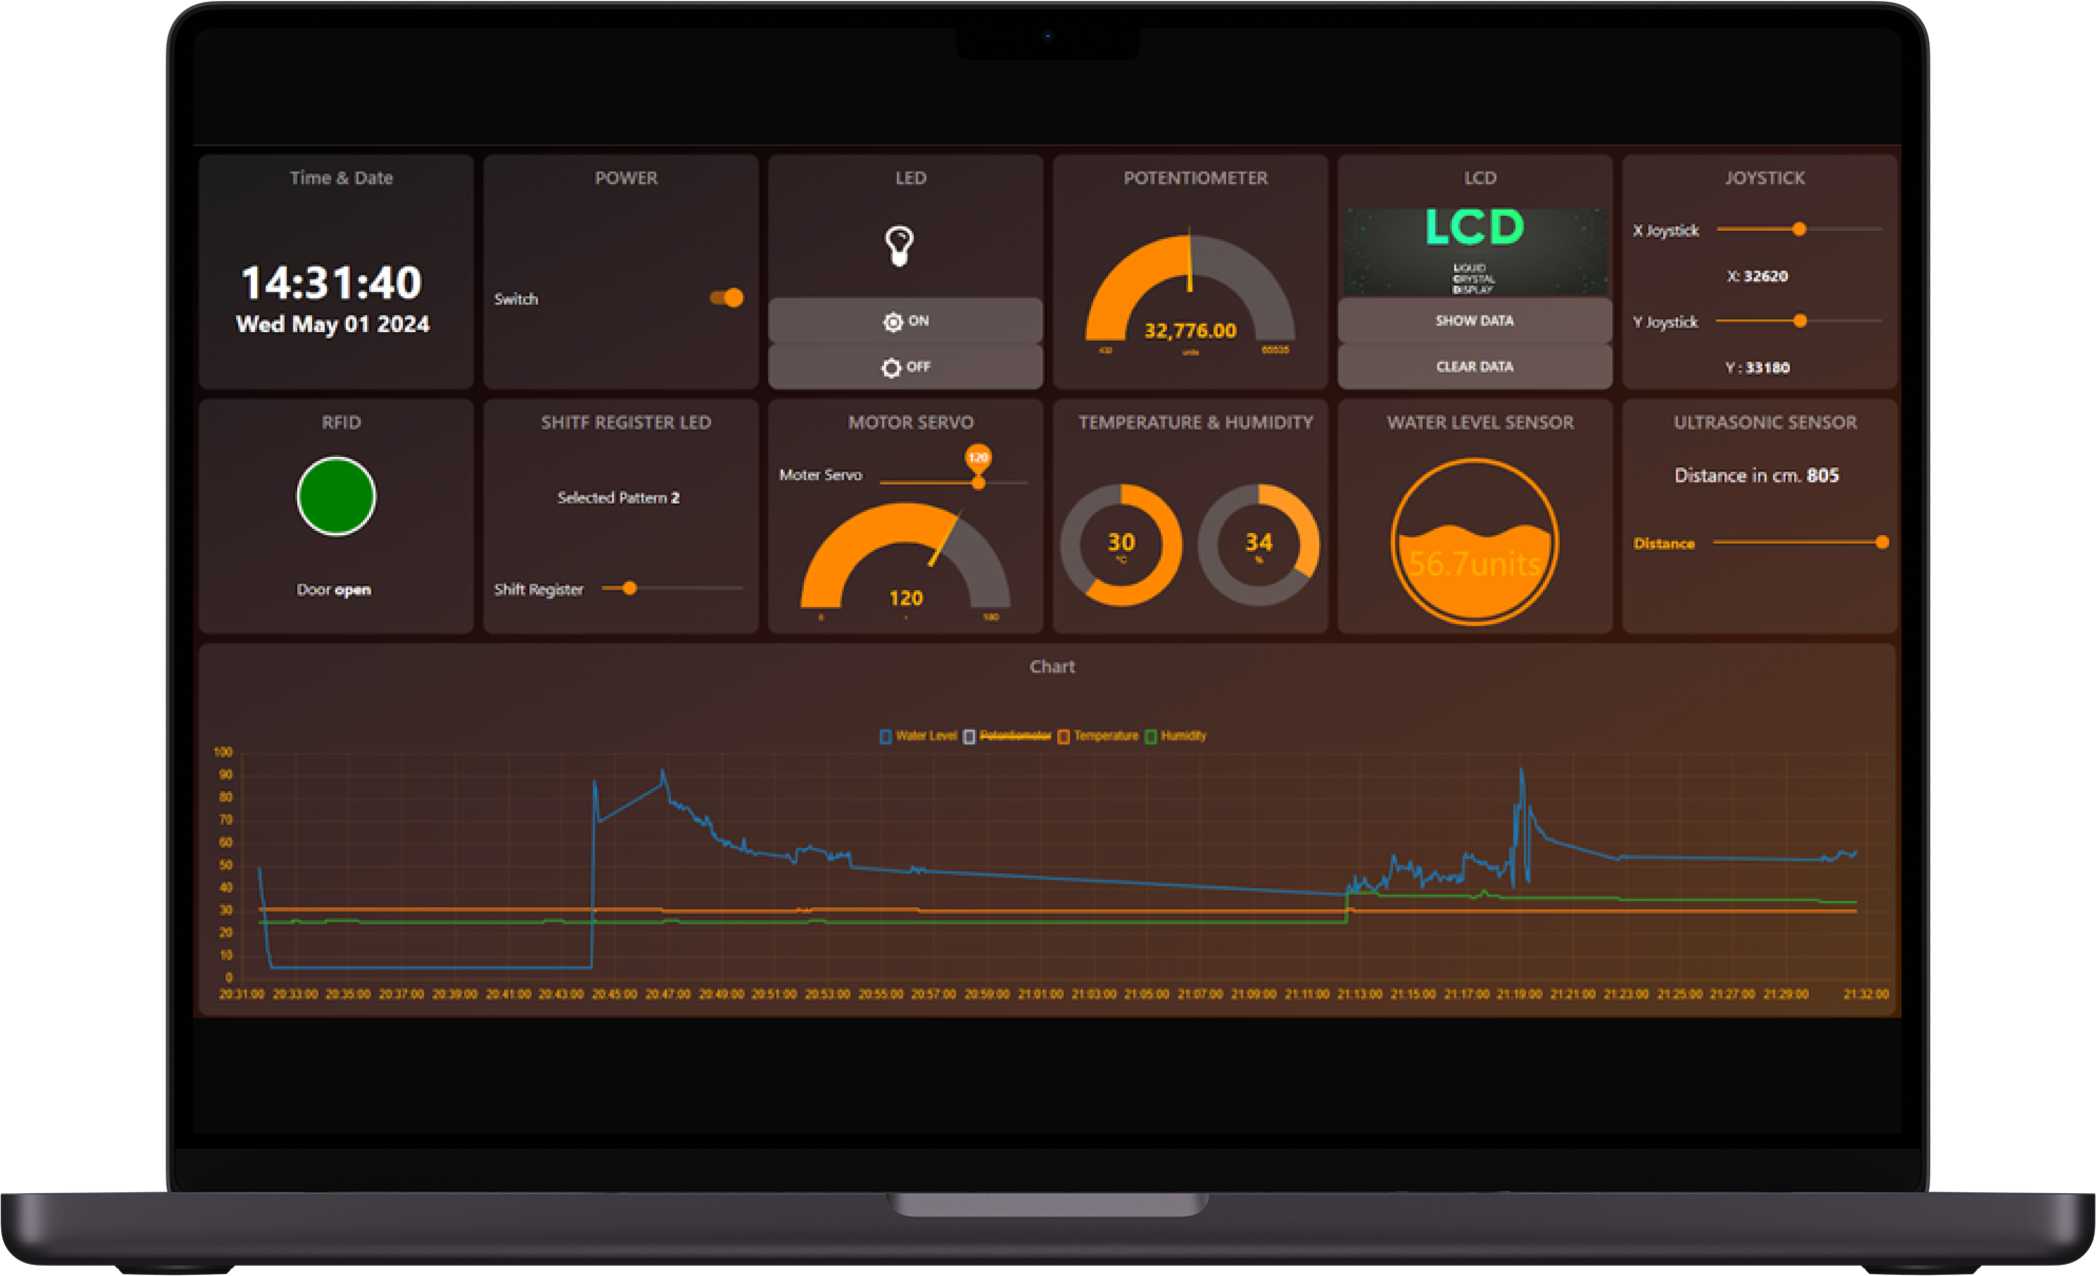 Time & Date
14:31:40
Wed May 01 2024
POWER
Switch
LED
ON
OFF
POTENTIOMETER
32,776.00
units
432
65535
LCD
LCD
LIQUID
CRYSTAL
DISPLAY
SHOW DATA
CLEAR DATA
JOYSTICK
X Joystick
X: 32620
Y Joystick
Y : 33180
RFID
Door open
SHITF REGISTER LED
Selected Pattern 2
Shift Register
MOTOR SERVO
120
Moter Servo
120
0
180
TEMPERATURE & HUMIDITY
30
°C
34
%
WATER LEVEL SENSOR
56.7units
ULTRASONIC SENSOR
Distance in cm. 805
Distance
Chart
Water Level Potentiometer Temperature Humidity
100
90
80
70
60
50
40
30
20
10
0
20:31:00 20:33:00 20:35:00 20:37:00 20:39:00 20:41:00 20:43:00 20:45:00 20:47:00 20:49:00 20:51:00 20:53:00 20:55:00 20:57:00 20:59:00 21:01:00 21:03:00 21:05:00 21:07:00 21:09:00 21:11:00 21:13:00 21:15:00 21:17:00 21:19:00 21:21:00 21:23:00 21:25:00 21:27:00 21:29:00 21:32:00